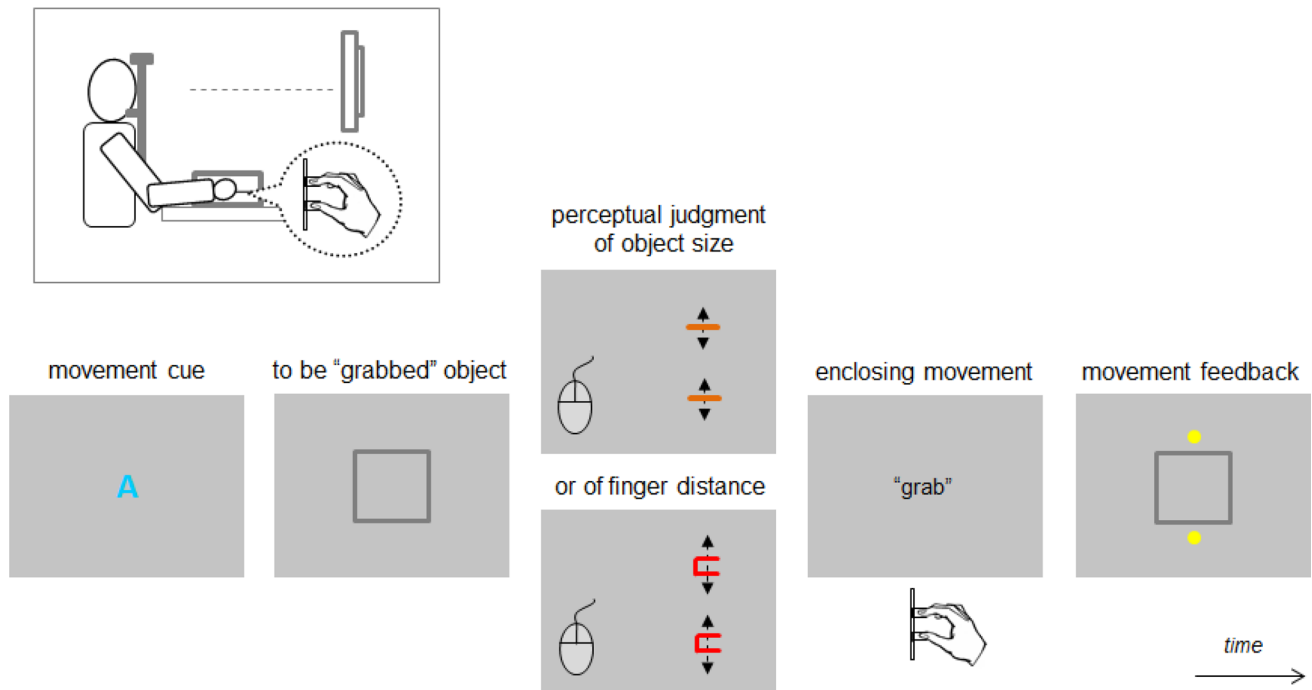 movement cue
A
to be “grabbed” object
perceptual judgment
of object size
or of finger distance
enclosing movement
“grab”
movement feedback
time